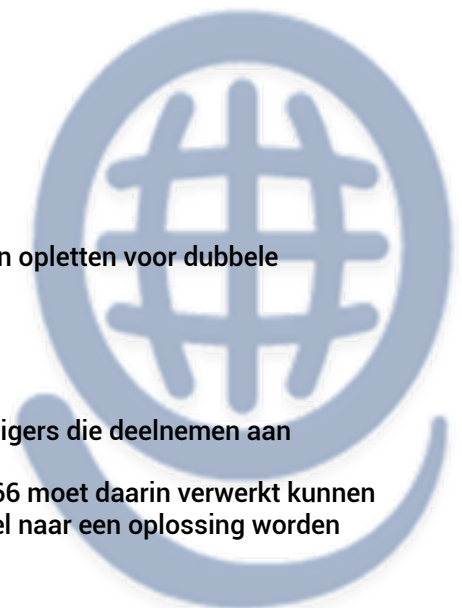 n opletten voor dubbele
igers die deelnemen aan
66 moet daarin verwerkt kunnen
el naar een oplossing worden